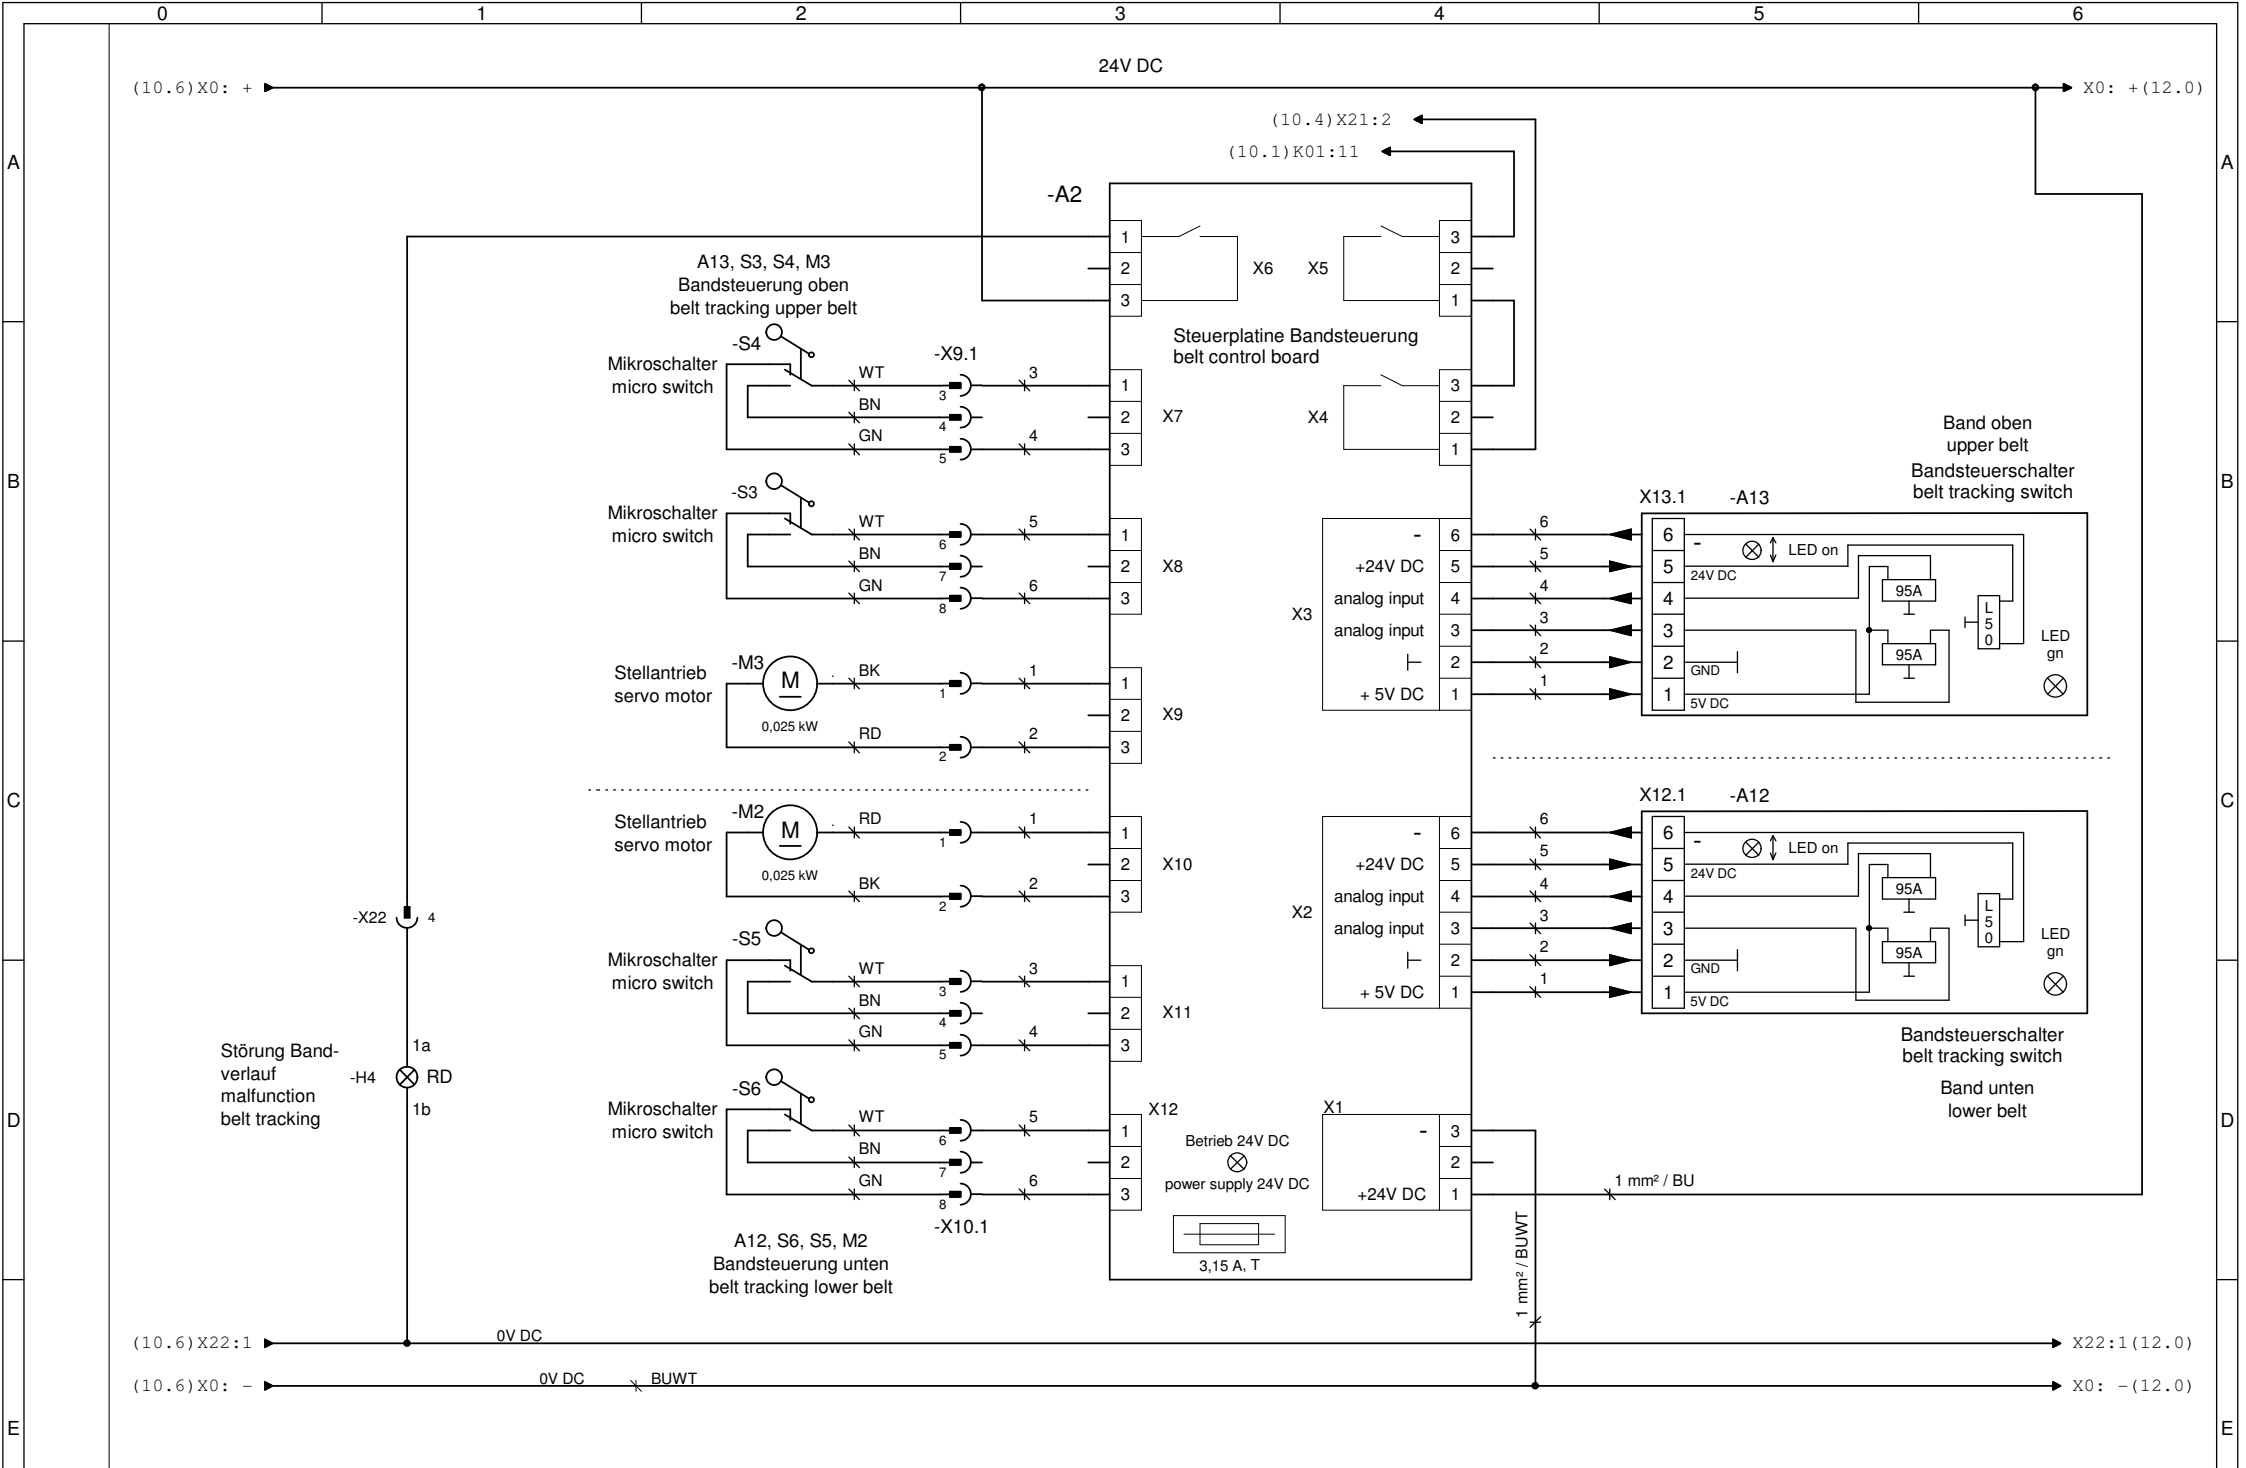 0 1 2 3 4 5 6
24V DC
(10.6)X0: + X0: +(12.0)
(10.4)X21:2
(10.1)K01:11
A A
-A2
1 3
2 X6 X5 2
3 1
A13, S3, S4, M3
Bandsteuerung oben
belt tracking upper belt
Steuerplatine Bandsteuerung
belt control board
-S4 -X9.1
Mikroschalter
micro switch
WT 3 3 1
BN 4 2 X7
GN 5 4 3
X4 3
2
1
B B
-S3
Mikroschalter
micro switch
WT 6 5 1
BN 7 2 X8
GN 8 6 3
Band oben
upper belt
Bandsteuerschalter
belt tracking switch
X13.1 -A13
X3
- 6 6 6 -
+24V DC 5 5 5 24V DC
analog input 4 4 4
analog input 3 3 3
2 2 2 GND
+ 5V DC 1 1 1 5V DC
LED on
95A
95A
L
5
0
LED
gn
-M3
Stellantrieb
servo motor
M
0,025 kW
BK 1 1 1
2 X9
RD 2 2 3
C C
-M2
Stellantrieb
servo motor
M
0,025 kW
RD 1 1 1
2 X10
BK 2 2 3
X12.1 -A12
X2
- 6 6 6 -
+24V DC 5 5 5 24V DC
analog input 4 4 4
analog input 3 3 3
2 2 2 GND
+ 5V DC 1 1 1 5V DC
LED on
95A
95A
L
5
0
LED
gn
Bandsteuerschalter
belt tracking switch
Band unten
lower belt
-X22 4
-S5
Mikroschalter
micro switch
WT 3 3 1
BN 4 2 X11
GN 5 4 3
Störung Band-
verlauf
malfunction
belt tracking
-H4 RD
1a
1b
D D
-S6
Mikroschalter
micro switch
WT 6 5 1
BN 7 2
GN 8 6 3
-X10.1
X12
Betrieb 24V DC
power supply 24V DC
3,15 A, T
X1
- 3
2
+24V DC 1
1 mm² / BU
1 mm² / BUWT
A12, S6, S5, M2
Bandsteuerung unten
belt tracking lower belt
(10.6)X22:1 0V DC X22:1(12.0)
(10.6)X0: - 0V DC BUWT X0: -(12.0)
E E